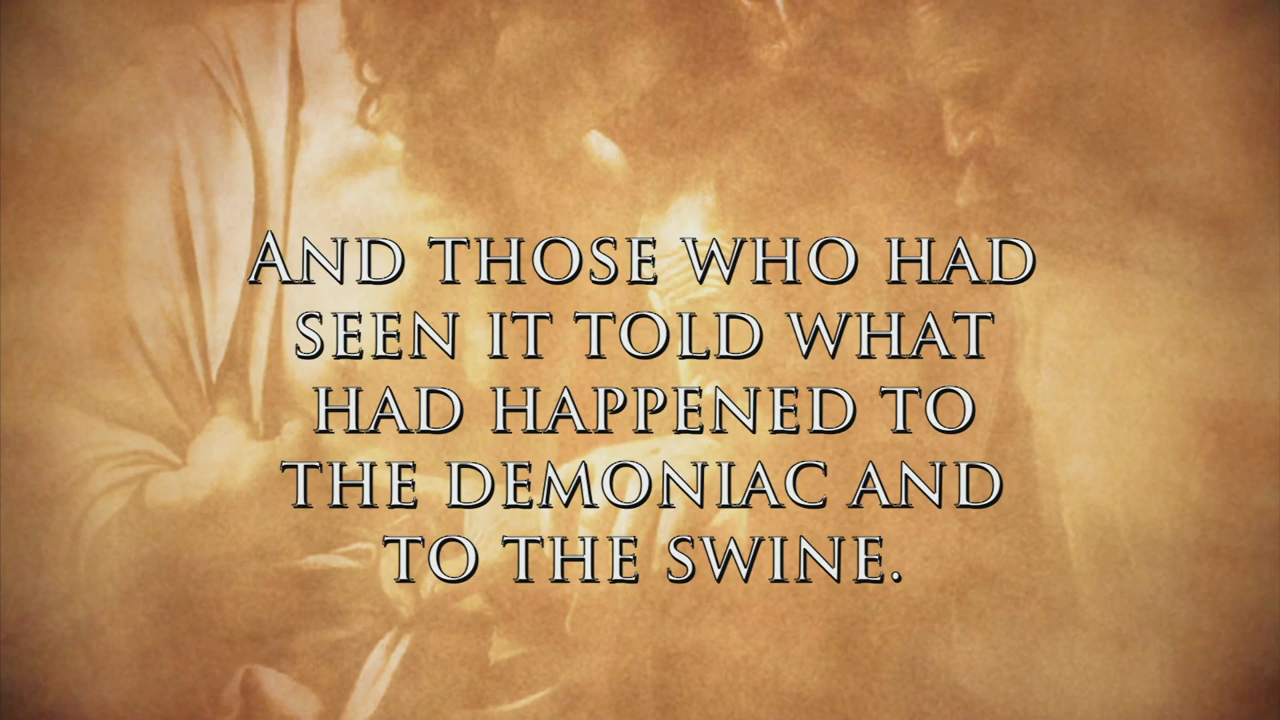 AND THOSE WHO HAD
SEEN IT TOLD WHAT
HAD HAPPENED TO
THE DEMONIAC AND
TO THE SWINE.